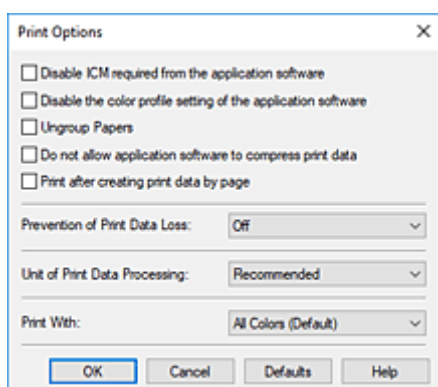 Print Options
Disable ICM required from the application software
Disable the color profile setting of the application software
Ungroup Papers
Do not allow application software to compress print data
Print after creating print data by page
Prevention of Print Data Loss: Off
Unit of Print Data Processing: Recommended
Print With: All Colors (Default)
OK Cancel Defaults Help